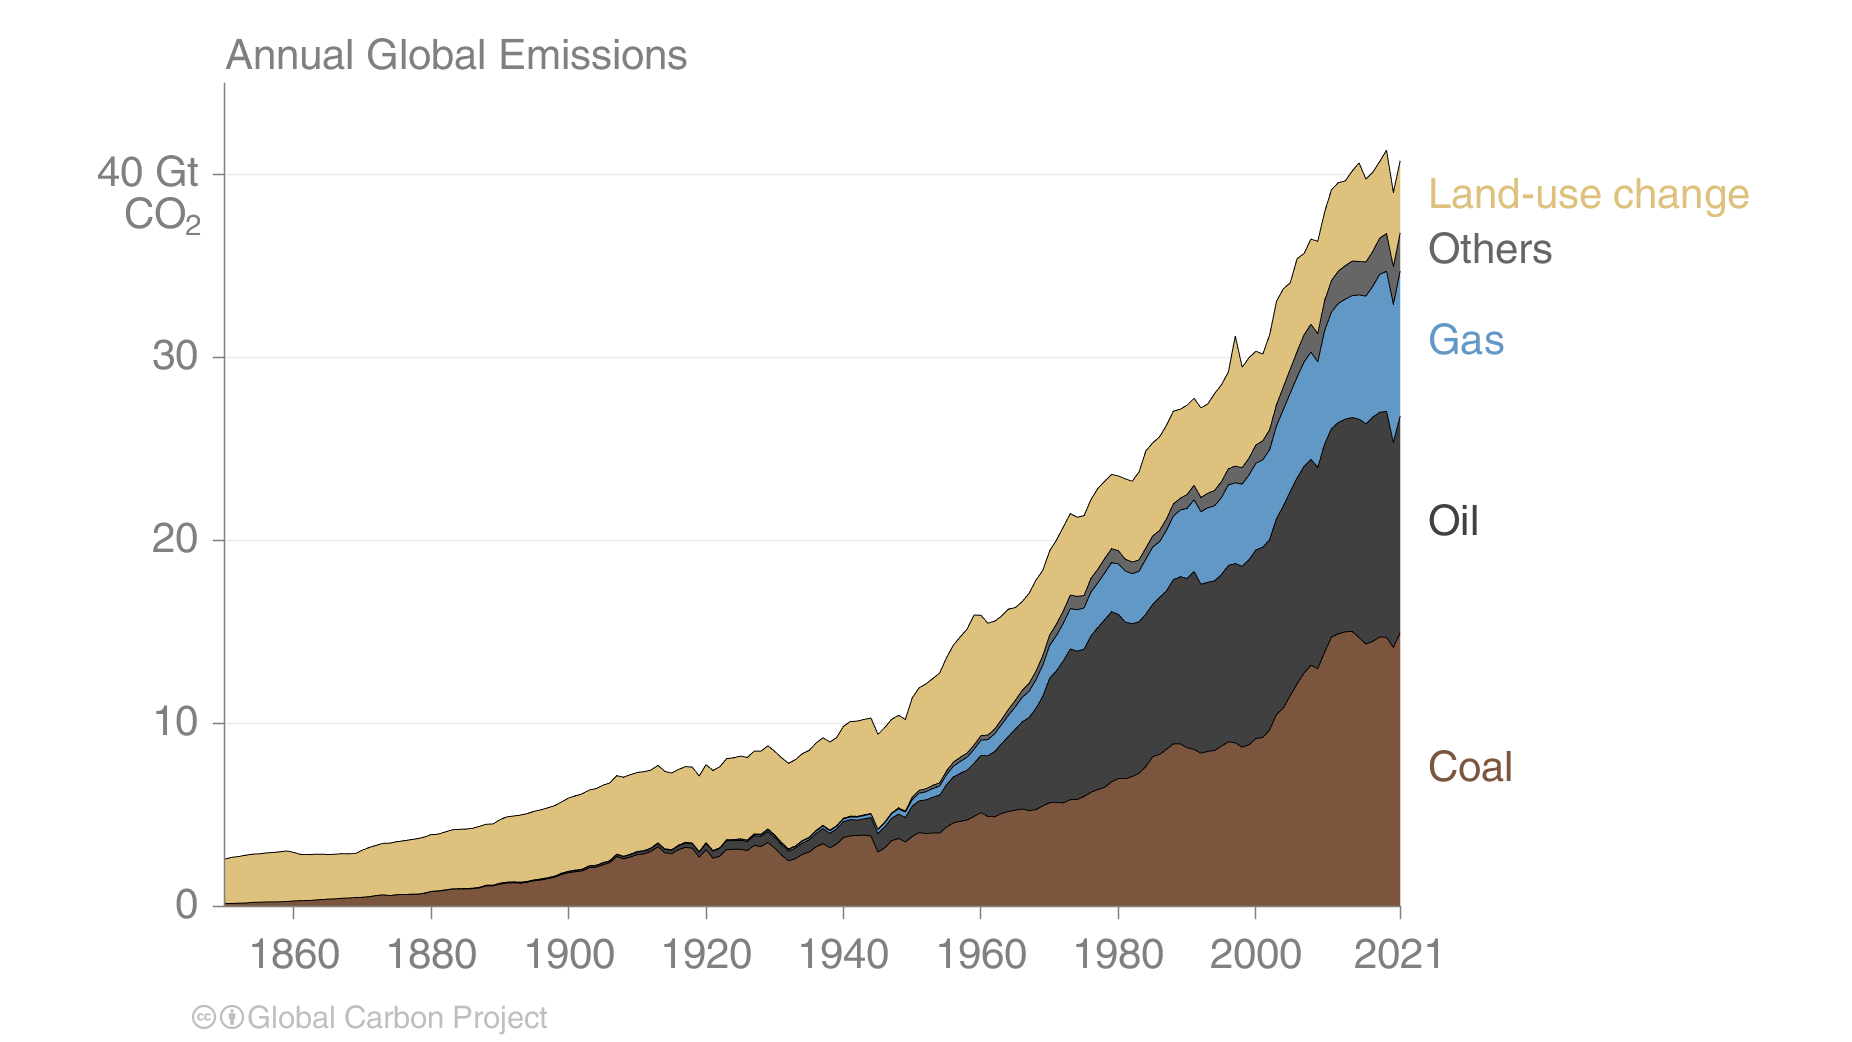 Annual Global Emissions
40 Gt
CO₂
30
20
10
0
Land-use change
Others
Gas
Oil
Coal
1860 1880 1900 1920 1940 1960 1980 2000 2021
cc Global Carbon Project